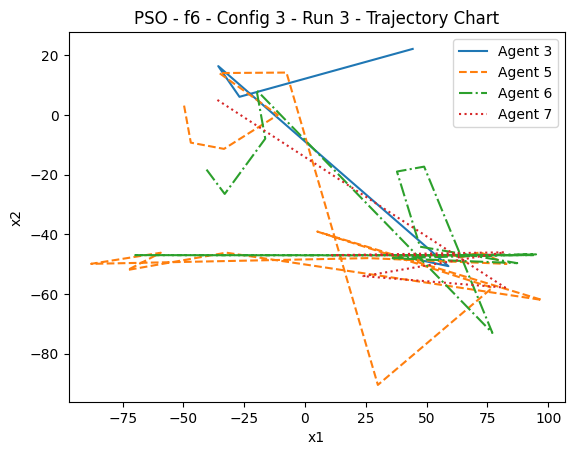 PSO - f6 - Config 3 - Run 3 - Trajectory Chart
Agent 3
Agent 5
Agent 6
Agent 7
x2
20
0
−20
−40
−60
−80
−75
−50
−25
0
25
50
75
100
x1